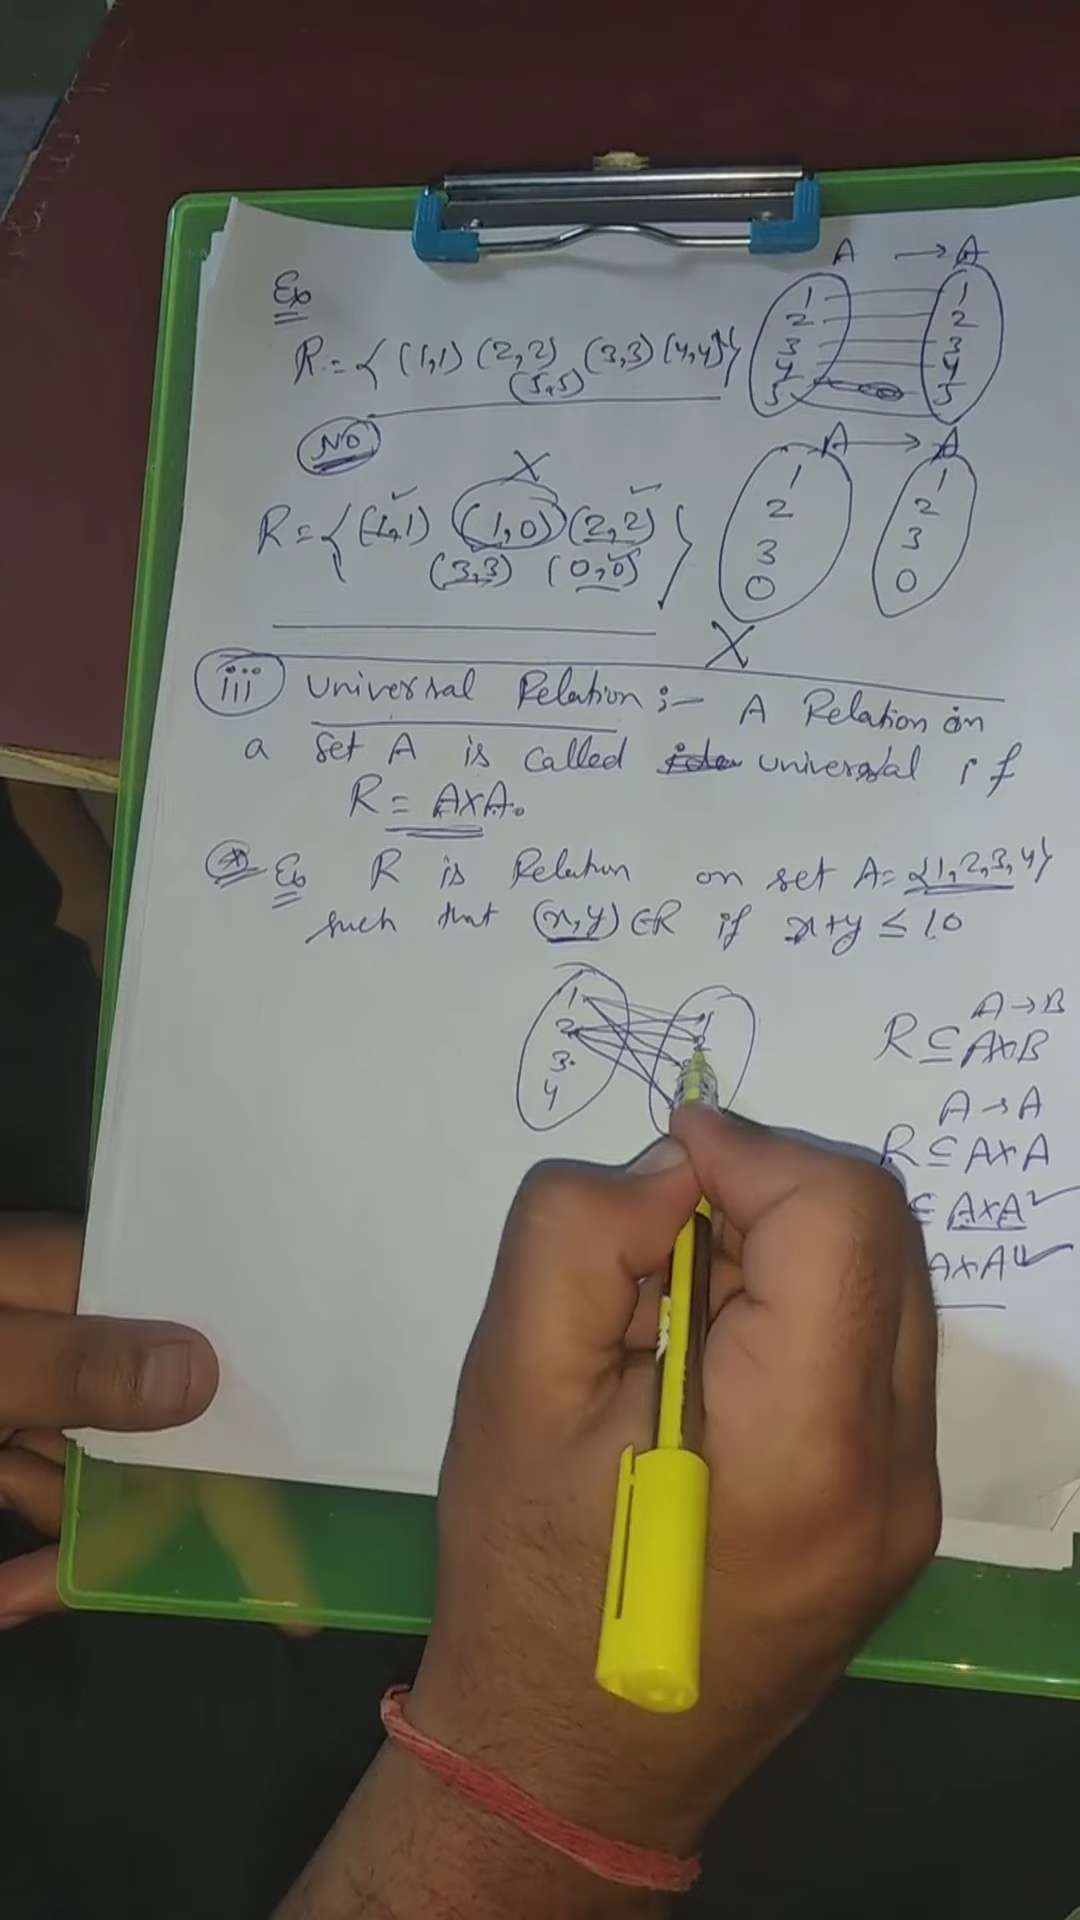 Ex
R = { (1,1) (2,2) (3,3) (4,4) }
(5,5)
A → A
1 1
2 2
3 3
4 4
5 5
NO
X
R = { (1,1) (1,0) (2,2)
(3,3) (0,0) }
A → A
1 1
2 2
3 3
0 0
X
iii Universal Relation :- A Relation on
a set A is called universal if
R = A×A.
* Ex R is Relation on set A = {1,2,3,4}
such that (x,y) ∈ R if x+y ≤ 10
1 1
2 2
3
4
A → B
R ⊆ A×B
A → A
R ⊆ A×A
⊆ A×A ✓
A×A ✓